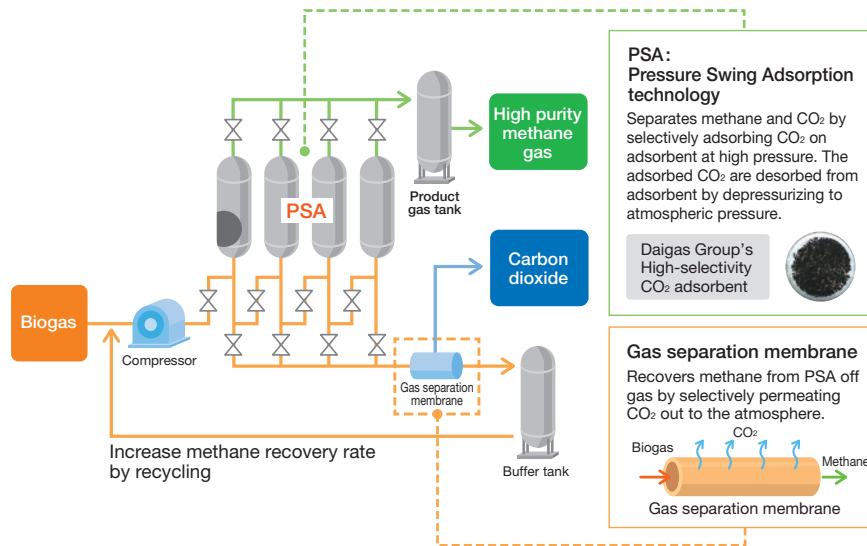 PSA:
Pressure Swing Adsorption
technology
Separates methane and CO₂ by
selectively adsorbing CO₂ on
adsorbent at high pressure. The
adsorbed CO₂ are desorbed from
adsorbent by depressurizing to
atmospheric pressure.
Daigas Group's
High-selectivity
CO₂ adsorbent
High purity
methane
gas
Product
gas tank
PSA
Carbon
dioxide
Biogas
Compressor
Gas separation
membrane
Increase methane recovery rate
by recycling
Buffer tank
Gas separation membrane
Recovers methane from PSA off
gas by selectively permeating
CO₂ out to the atmosphere.
CO₂
Biogas
Methane
Gas separation membrane